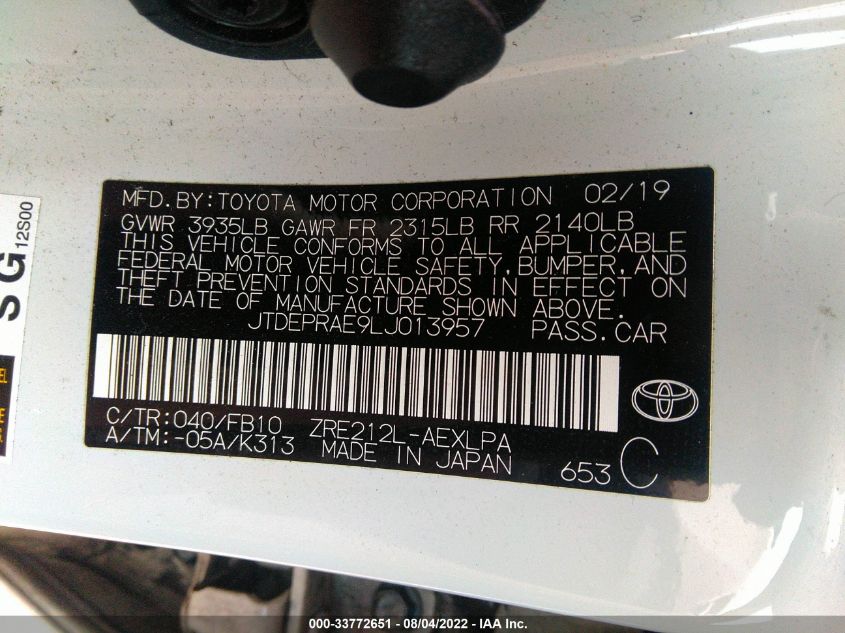 MFD. BY:TOYOTA MOTOR CORPORATION 02/19
GVWR 3935LB GAWR FR 2315LB RR 2140LB
THIS VEHICLE CONFORMS TO ALL APPLICABLE
FEDERAL MOTOR VEHICLE SAFETY,BUMPER,AND
THEFT PREVENTION STANDARDS IN EFFECT ON
THE DATE OF MANUFACTURE SHOWN ABOVE.
JTDEPRAE9LJ013957 PASS.CAR
C/TR:040/FB10 ZRE212L-AEXLPA
A/TM:-05A/K313 MADE IN JAPAN 653 C
SG
12S00
000-33772651 - 08/04/2022 - IAA Inc.